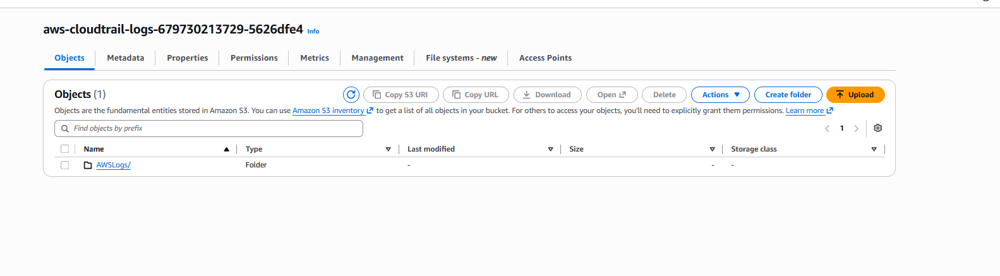 aws-cloudtrail-logs-679730213729-5626dfe4 Info
Objects Metadata Properties Permissions Metrics Management File systems - new Access Points
Objects (1) Copy S3 URI Copy URL Download Open Delete Actions Create folder Upload
Objects are the fundamental entities stored in Amazon S3. You can use Amazon S3 inventory to get a list of all objects in your bucket. For others to access your objects, you'll need to explicitly grant them permissions. Learn more
Find objects by prefix 1
Name Type Last modified Size Storage class
AWSLogs/ Folder - - -